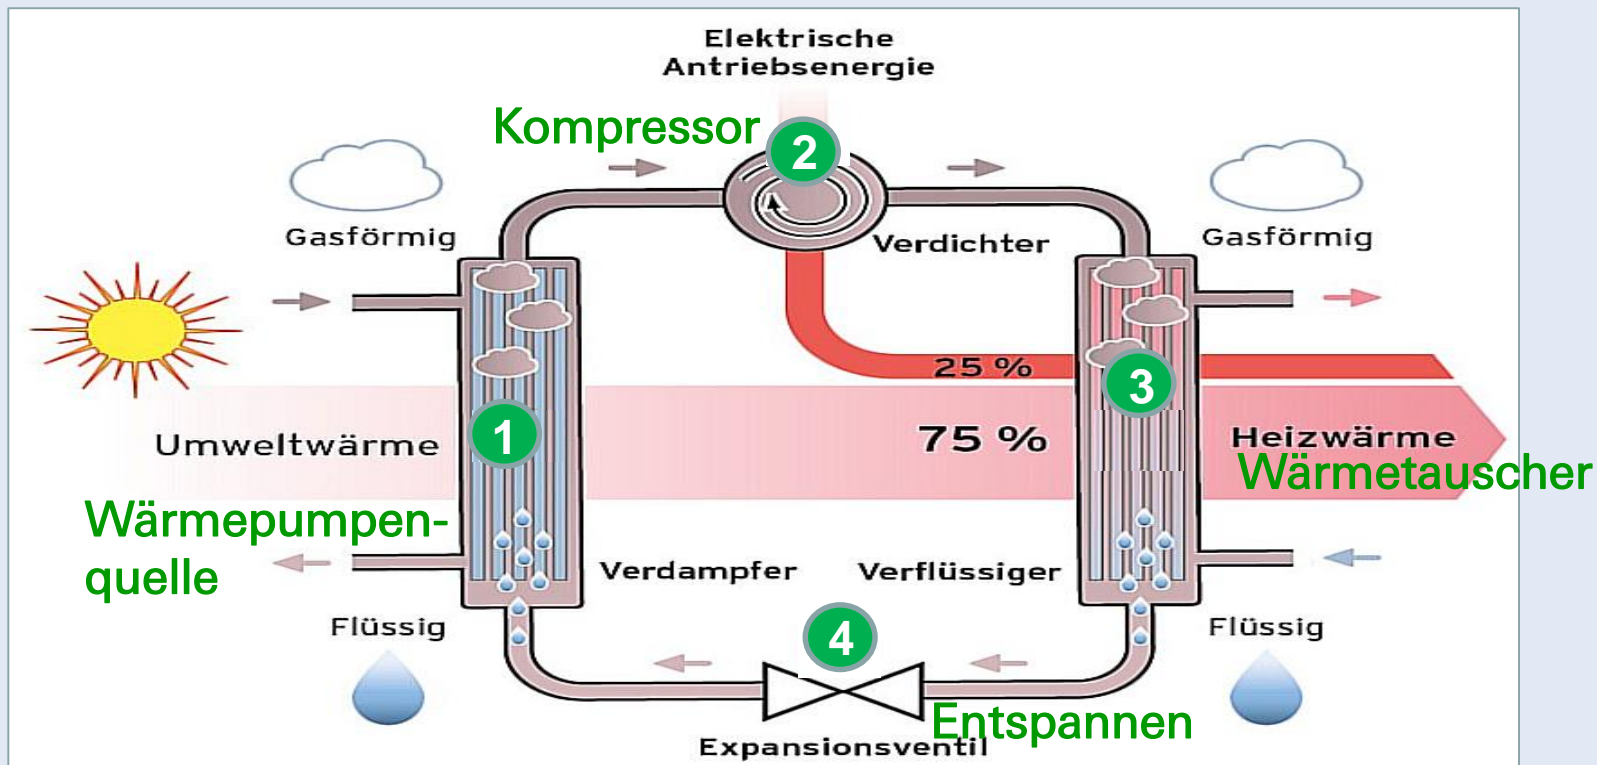 Elektrische
Antriebsenergie
Kompressor
2
Gasförmig
Verdichter
Gasförmig
25 %
3
1
Umweltwärme
75 %
Heizwärme
Wärmetauscher
Wärmepumpen-
quelle
Verdampfer
Verflüssiger
Flüssig
4
Flüssig
Entspannen
Expansionsventil